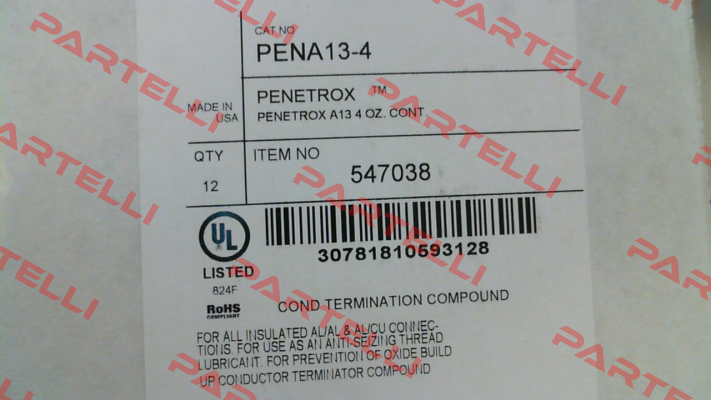 CAT NO
PENA13-4
MADE IN
USA
PENETROX ™
PENETROX A13 4 OZ. CONT.
QTY
12
ITEM NO
547038
UL
LISTED
824F
RoHS
COMPLIANT
30781810593128
COND TERMINATION COMPOUND
FOR ALL INSULATED AL/AL & AL/CU CONNEC-
TIONS. FOR USE AS AN ANTI-SEIZING THREAD
LUBRICANT. FOR PREVENTION OF OXIDE BUILD
UP CONDUCTOR TERMINATOR COMPOUND
PARTELLI
PARTELLI
PARTELLI
PARTELLI
PARTELLI
PARTELLI
PARTELLI
PARTELLI